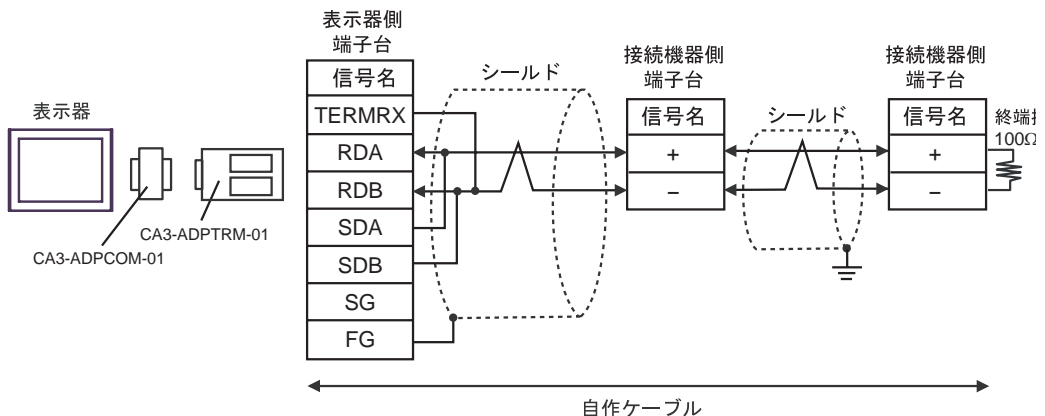 表示器
CA3-ADPCOM-01
CA3-ADPTRM-01
表示器側
端子台
信号名
TERMRX
RDA
RDB
SDA
SDB
SG
FG
シールド
接続機器側
端子台
信号名
+
−
シールド
接続機器側
端子台
信号名
+
−
終端
100Ω
自作ケーブル